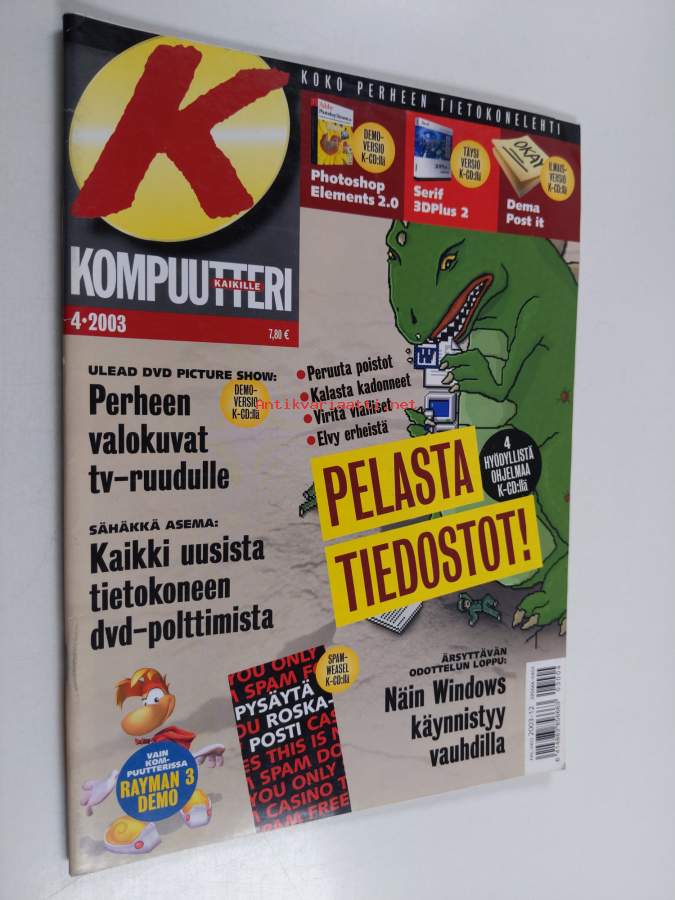 KOKO PERHEEN TIETOKONELEHTI
K
KOMPUUTTERI
KAIKILLE
4•2003
7,80 €
DEMO-
VERSIO
K-CD:llä
Photoshop
Elements 2.0
TÄYSI
VERSIO
K-CD:llä
Serif
3DPlus 2
OKAY
ILMAIS-
VERSIO
K-CD:llä
Dema
Post it
ULEAD DVD PICTURE SHOW:
Perheen
valokuvat
tv-ruudulle
DEMO-
VERSIO
K-CD:llä
• Peruuta poistot
• Kalasta kadonneet
• Viritä vialliset
• Elvy erheistä
Antikvariaatti.net
W
PELASTA
TIEDOSTOT!
4
HYÖDYLLISTÄ
OHJELMAA
K-CD:llä
SÄHÄKKÄ ASEMA:
Kaikki uusista
tietokoneen
dvd-polttimista
VAIN
KOM-
PUUTTERISSA
RAYMAN 3
DEMO
SPAM-
WEASEL
K-CD:llä
PYSÄYTÄ
ROSKA-
POSTI
ÄRSYTTÄVÄN
ODOTTELUN LOPPU:
Näin Windows
käynnistyy
vauhdilla